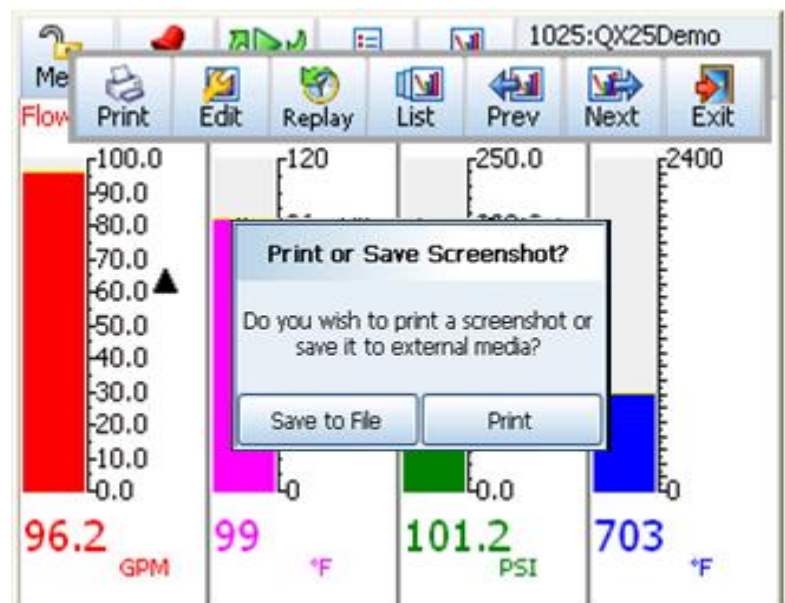 1025:QX25Demo
Me
Print Edit Replay List Prev Next Exit
Flow
100.0
90.0
80.0
70.0
60.0
50.0
40.0
30.0
20.0
10.0
0.0
96.2
GPM
120
0
99
°F
250.0
0.0
101.2
PSI
2400
0
703
°F
Print or Save Screenshot?
Do you wish to print a screenshot or
save it to external media?
Save to File
Print